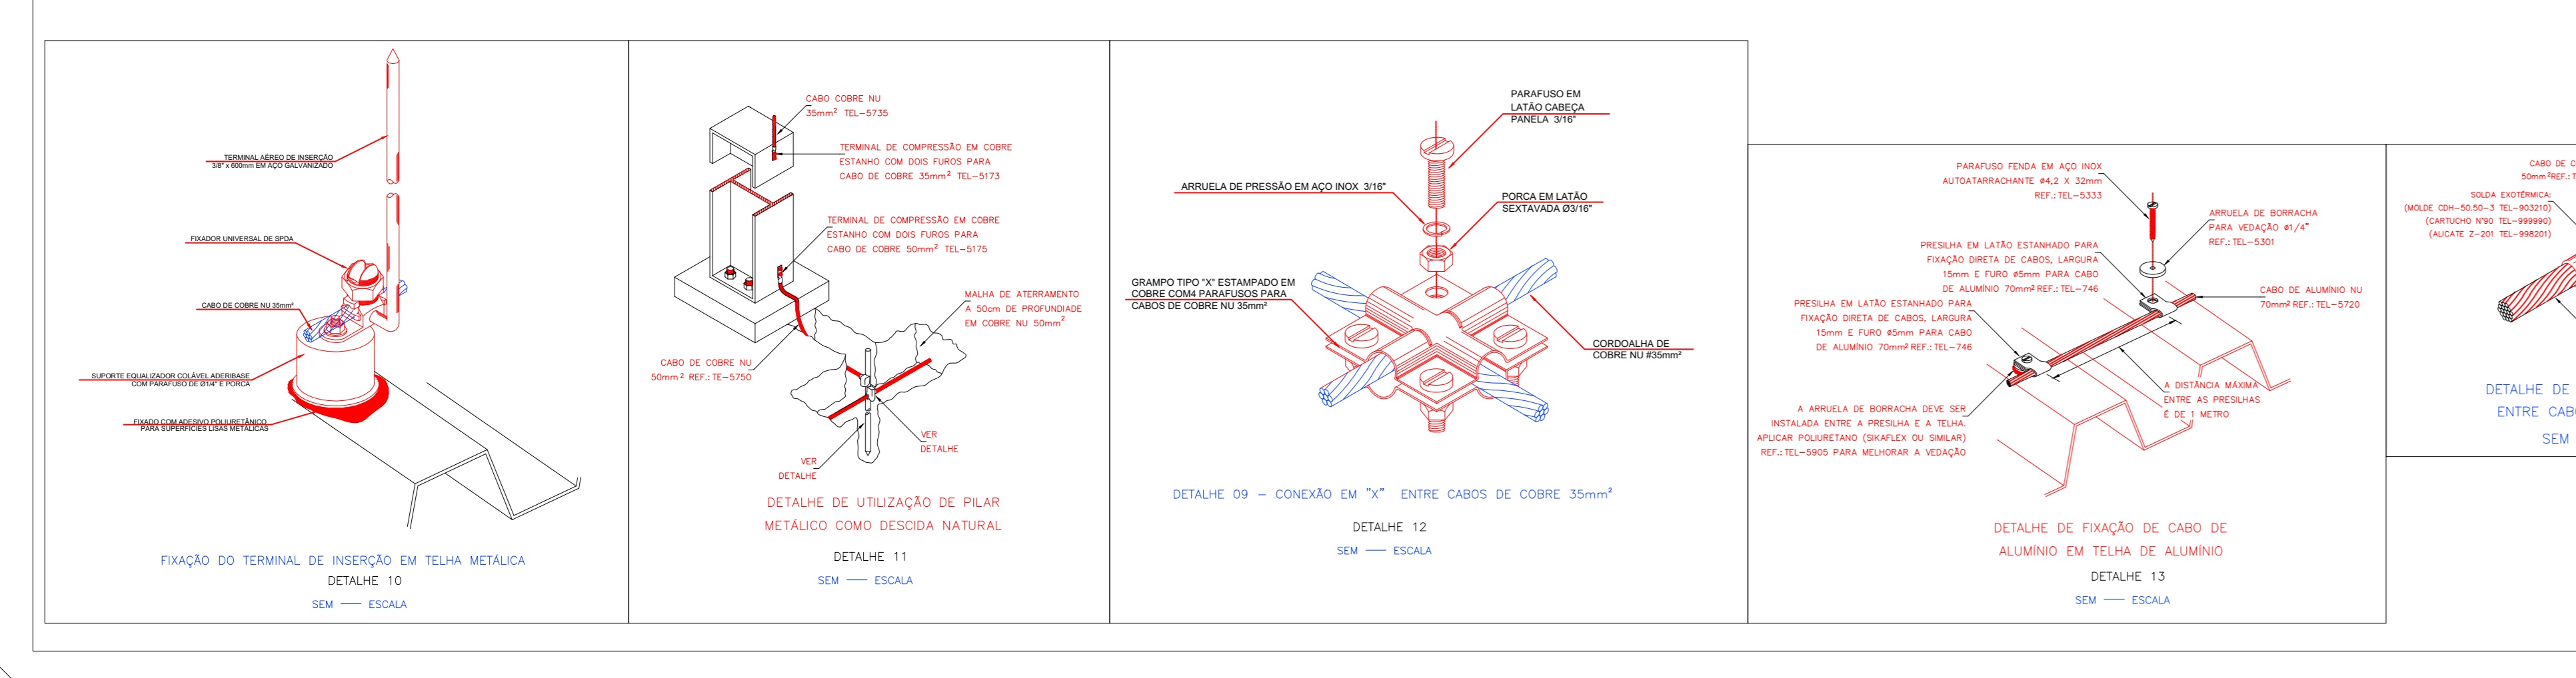 TERMINAL AÉREO DE INSERÇÃO
3/8" x 600mm EM AÇO GALVANIZADO
FIXADOR UNIVERSAL DE SPDA
CABO DE COBRE NU 35mm²
SUPORTE EQUALIZADOR COLÁVEL ADERIBASE
COM PARAFUSO DE Ø1/4" E PORCA
FIXADO COM ADESIVO POLIURETÂNICO
PARA SUPERFÍCIES LISAS METÁLICAS
FIXAÇÃO DO TERMINAL DE INSERÇÃO EM TELHA METÁLICA
DETALHE 10
SEM — ESCALA
CABO COBRE NU
35mm² TEL-5735
TERMINAL DE COMPRESSÃO EM COBRE
ESTANHO COM DOIS FUROS PARA
CABO DE COBRE 35mm² TEL-5173
TERMINAL DE COMPRESSÃO EM COBRE
ESTANHO COM DOIS FUROS PARA
CABO DE COBRE 50mm² TEL-5175
MALHA DE ATERRAMENTO
A 50cm DE PROFUNDIADE
EM COBRE NU 50mm²
CABO DE COBRE NU
50mm² REF.: TE-5750
VER
DETALHE
VER
DETALHE
DETALHE DE UTILIZAÇÃO DE PILAR
METÁLICO COMO DESCIDA NATURAL
DETALHE 11
SEM — ESCALA
PARAFUSO EM
LATÃO CABEÇA
PANELA 3/16"
ARRUELA DE PRESSÃO EM AÇO INOX 3/16"
PORCA EM LATÃO
SEXTAVADA Ø3/16"
GRAMPO TIPO "X" ESTAMPADO EM
COBRE COM4 PARAFUSOS PARA
CABOS DE COBRE NU 35mm²
CORDOALHA DE
COBRE NU #35mm²
DETALHE 09 - CONEXÃO EM "X" ENTRE CABOS DE COBRE 35mm²
DETALHE 12
SEM — ESCALA
PARAFUSO FENDA EM AÇO INOX
AUTOATARRACHANTE ø4,2 X 32mm
REF.: TEL-5333
ARRUELA DE BORRACHA
PARA VEDAÇÃO ø1/4"
REF.: TEL-5301
PRESILHA EM LATÃO ESTANHADO PARA
FIXAÇÃO DIRETA DE CABOS, LARGURA
15mm E FURO ø5mm PARA CABO
DE ALUMÍNIO 70mm² REF.: TEL-746
CABO DE ALUMÍNIO NU
70mm² REF.: TEL-5720
PRESILHA EM LATÃO ESTANHADO PARA
FIXAÇÃO DIRETA DE CABOS, LARGURA
15mm E FURO ø5mm PARA CABO
DE ALUMÍNIO 70mm² REF.: TEL-746
A DISTÂNCIA MÁXIMA
ENTRE AS PRESILHAS
É DE 1 METRO
A ARRUELA DE BORRACHA DEVE SER
INSTALADA ENTRE A PRESILHA E A TELHA.
APLICAR POLIURETANO (SIKAFLEX OU SIMILAR)
REF.: TEL-5905 PARA MELHORAR A VEDAÇÃO
DETALHE DE FIXAÇÃO DE CABO DE
ALUMÍNIO EM TELHA DE ALUMÍNIO
DETALHE 13
SEM — ESCALA
CABO DE C
50mm²REF.: T
SOLDA EXOTÉRMICA:
(MOLDE CDH-50.50-3 TEL-903210)
(CARTUCHO N°90 TEL-999990)
(ALICATE Z-201 TEL-998201)
DETALHE DE
ENTRE CAB
SEM